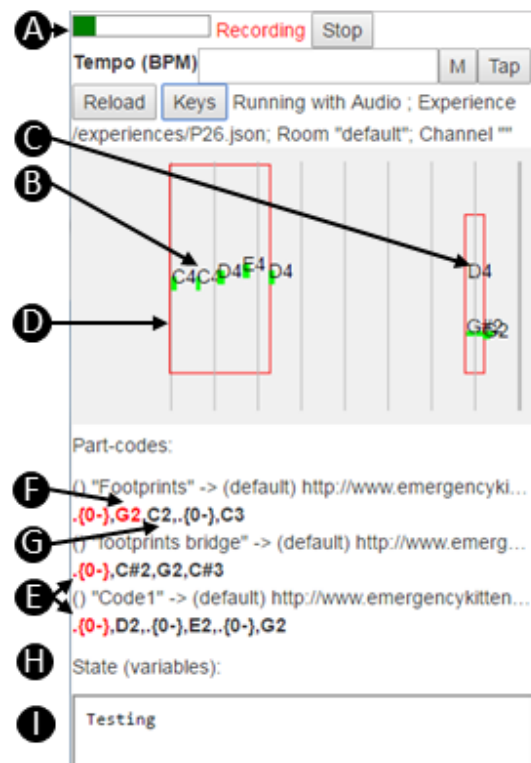 A Recording Stop
Tempo (BPM) M Tap
Reload Keys Running with Audio ; Experience
C /experiences/P26.json; Room "default"; Channel ""
B
C4 C4 D4 E4 D4 D4
D G#2 G2
Part-codes:
F () "Footprints" -> (default) http://www.emergencyki...
G .{0-},G2,C2,.{0-},C3
() "footprints bridge" -> (default) http://www.emerg...
E .{0-},C#2,G2,C#3
() "Code1" -> (default) http://www.emergencykitten...
.{0-},D2,.{0-},E2,.{0-},G2
H State (variables):
I Testing